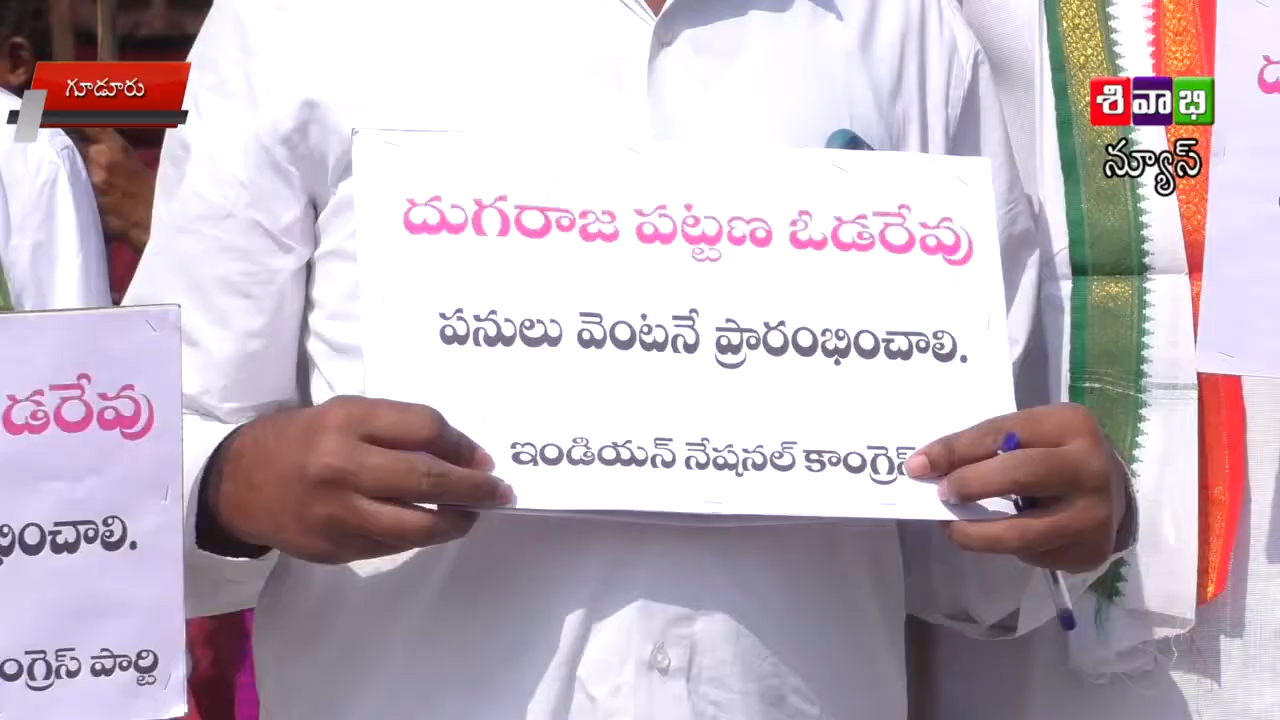 గూడూరు
శివాభి
న్యూస్
దుగరాజ పట్టణ ఓడరేవు
పనులు వెంటనే ప్రారంభించాలి.
ఇండియన్ నేషనల్ కాంగ్రెస్
డరేవు
భించాలి.
ంగ్రెస్ పార్టి